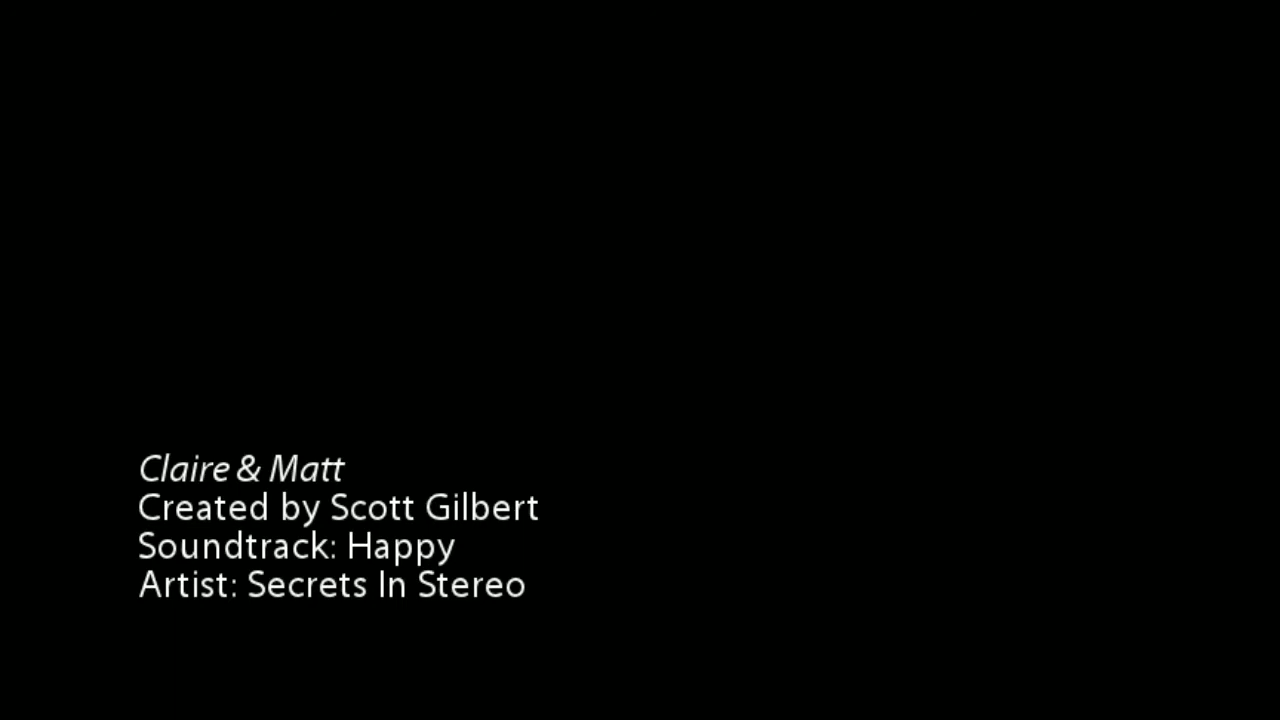 Claire & Matt
Created by Scott Gilbert
Soundtrack: Happy
Artist: Secrets In Stereo